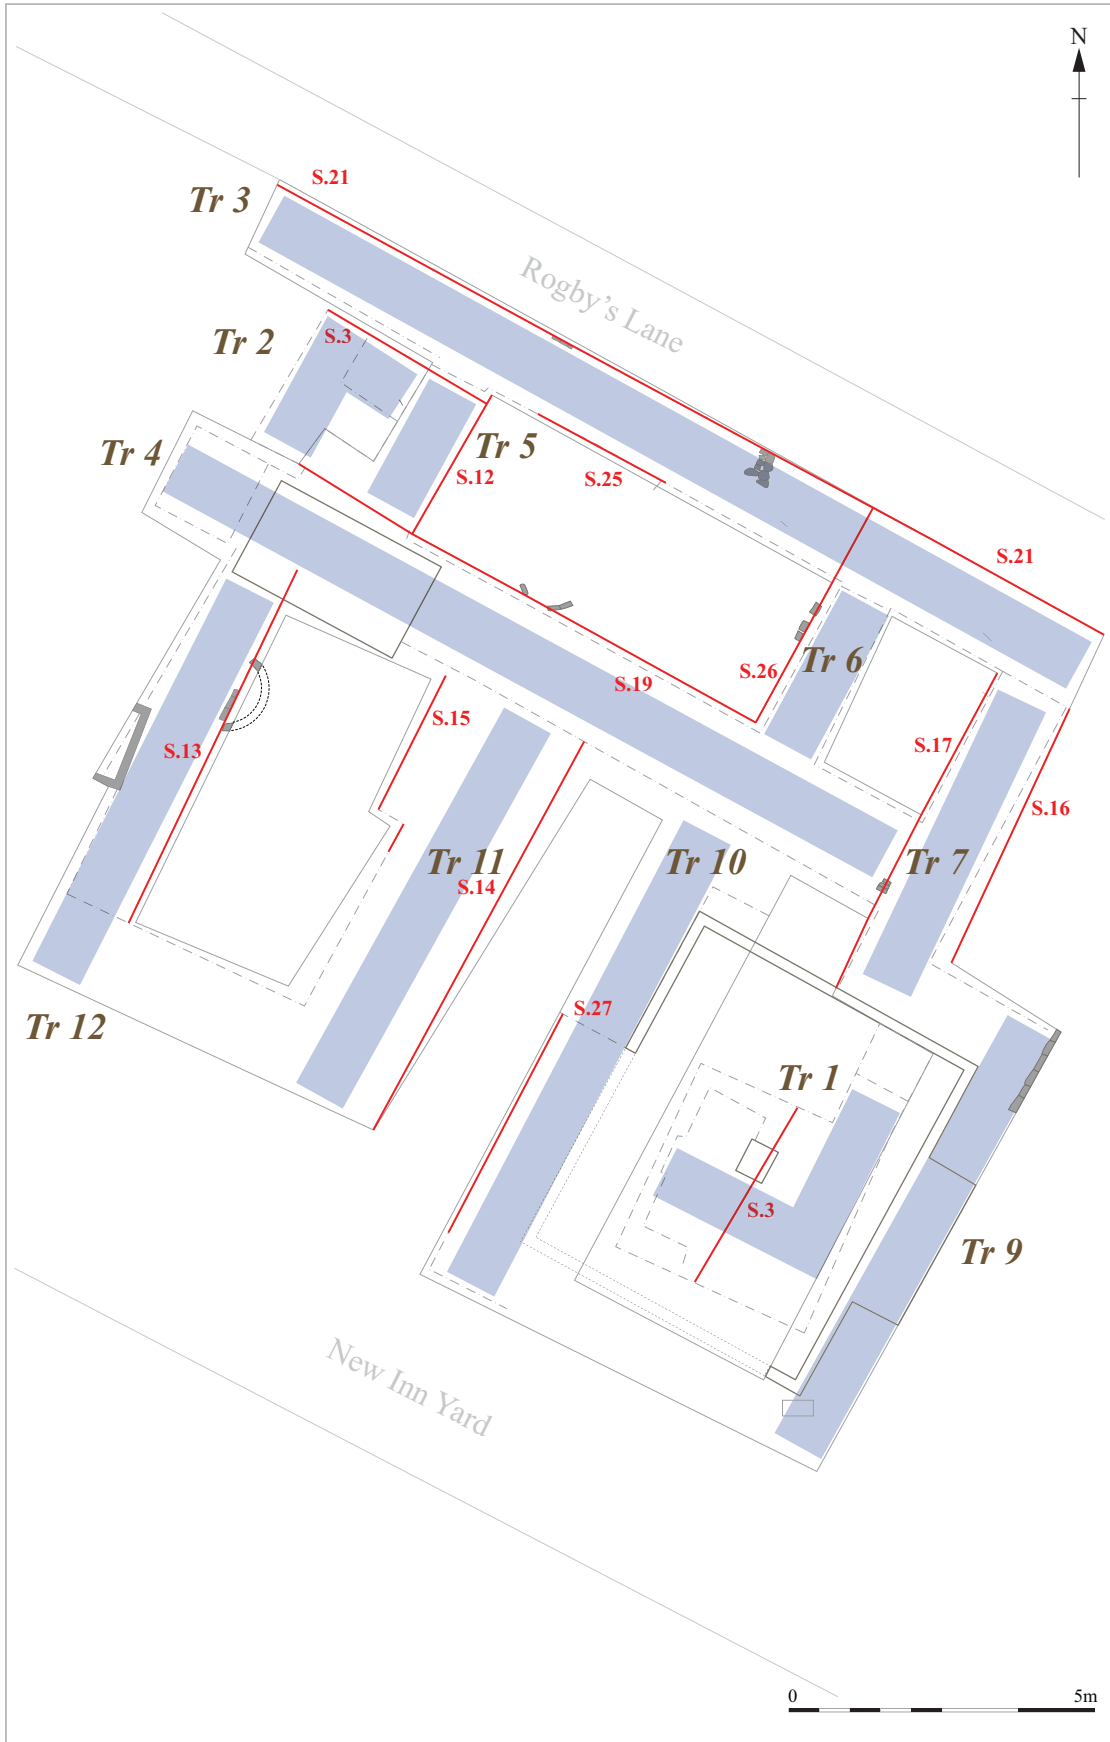 N
S.21
Tr 3
Rogby's Lane
Tr 2
S.3
Tr 4
Tr 5
S.12
S.25
S.21
Tr 6
S.26
S.19
S.15
S.17
S.13
S.16
Tr 11
S.14
Tr 10
Tr 7
Tr 12
S.27
Tr 1
S.3
Tr 9
New Inn Yard
0 5m